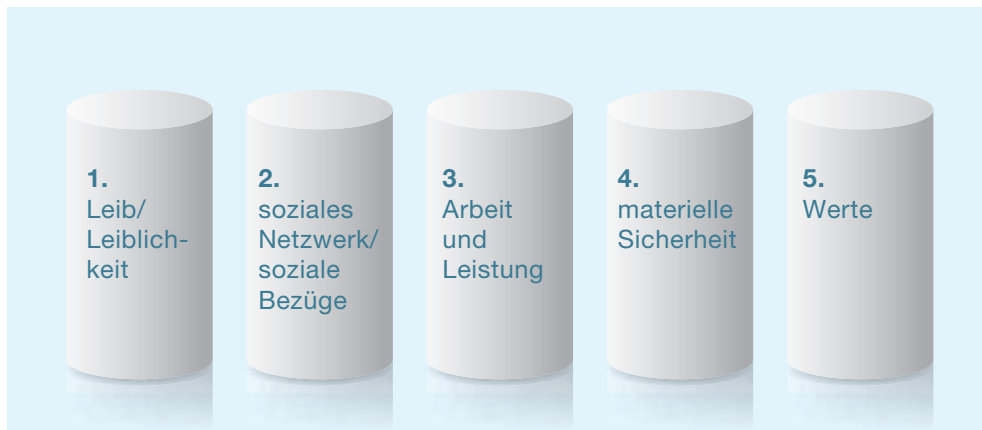 1.
Leib/
Leiblich-
keit
2.
soziales
Netzwerk/
soziale
Bezüge
3.
Arbeit
und
Leistung
4.
materielle
Sicherheit
5.
Werte